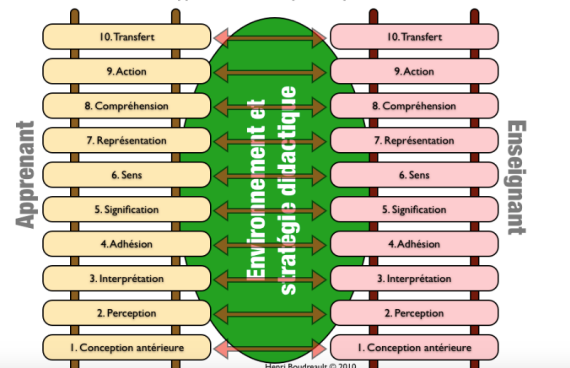 10. Transfert
10. Transfert
9. Action
9. Action
8. Compréhension
8. Compréhension
7. Représentation
7. Représentation
6. Sens
6. Sens
5. Signification
5. Signification
4. Adhésion
4. Adhésion
3. Interprétation
3. Interprétation
2. Perception
2. Perception
1. Conception antérieure
1. Conception antérieure
Apprenant
Environnement et
stratégie didactique
Enseignant
Henri Boudreault © 2010